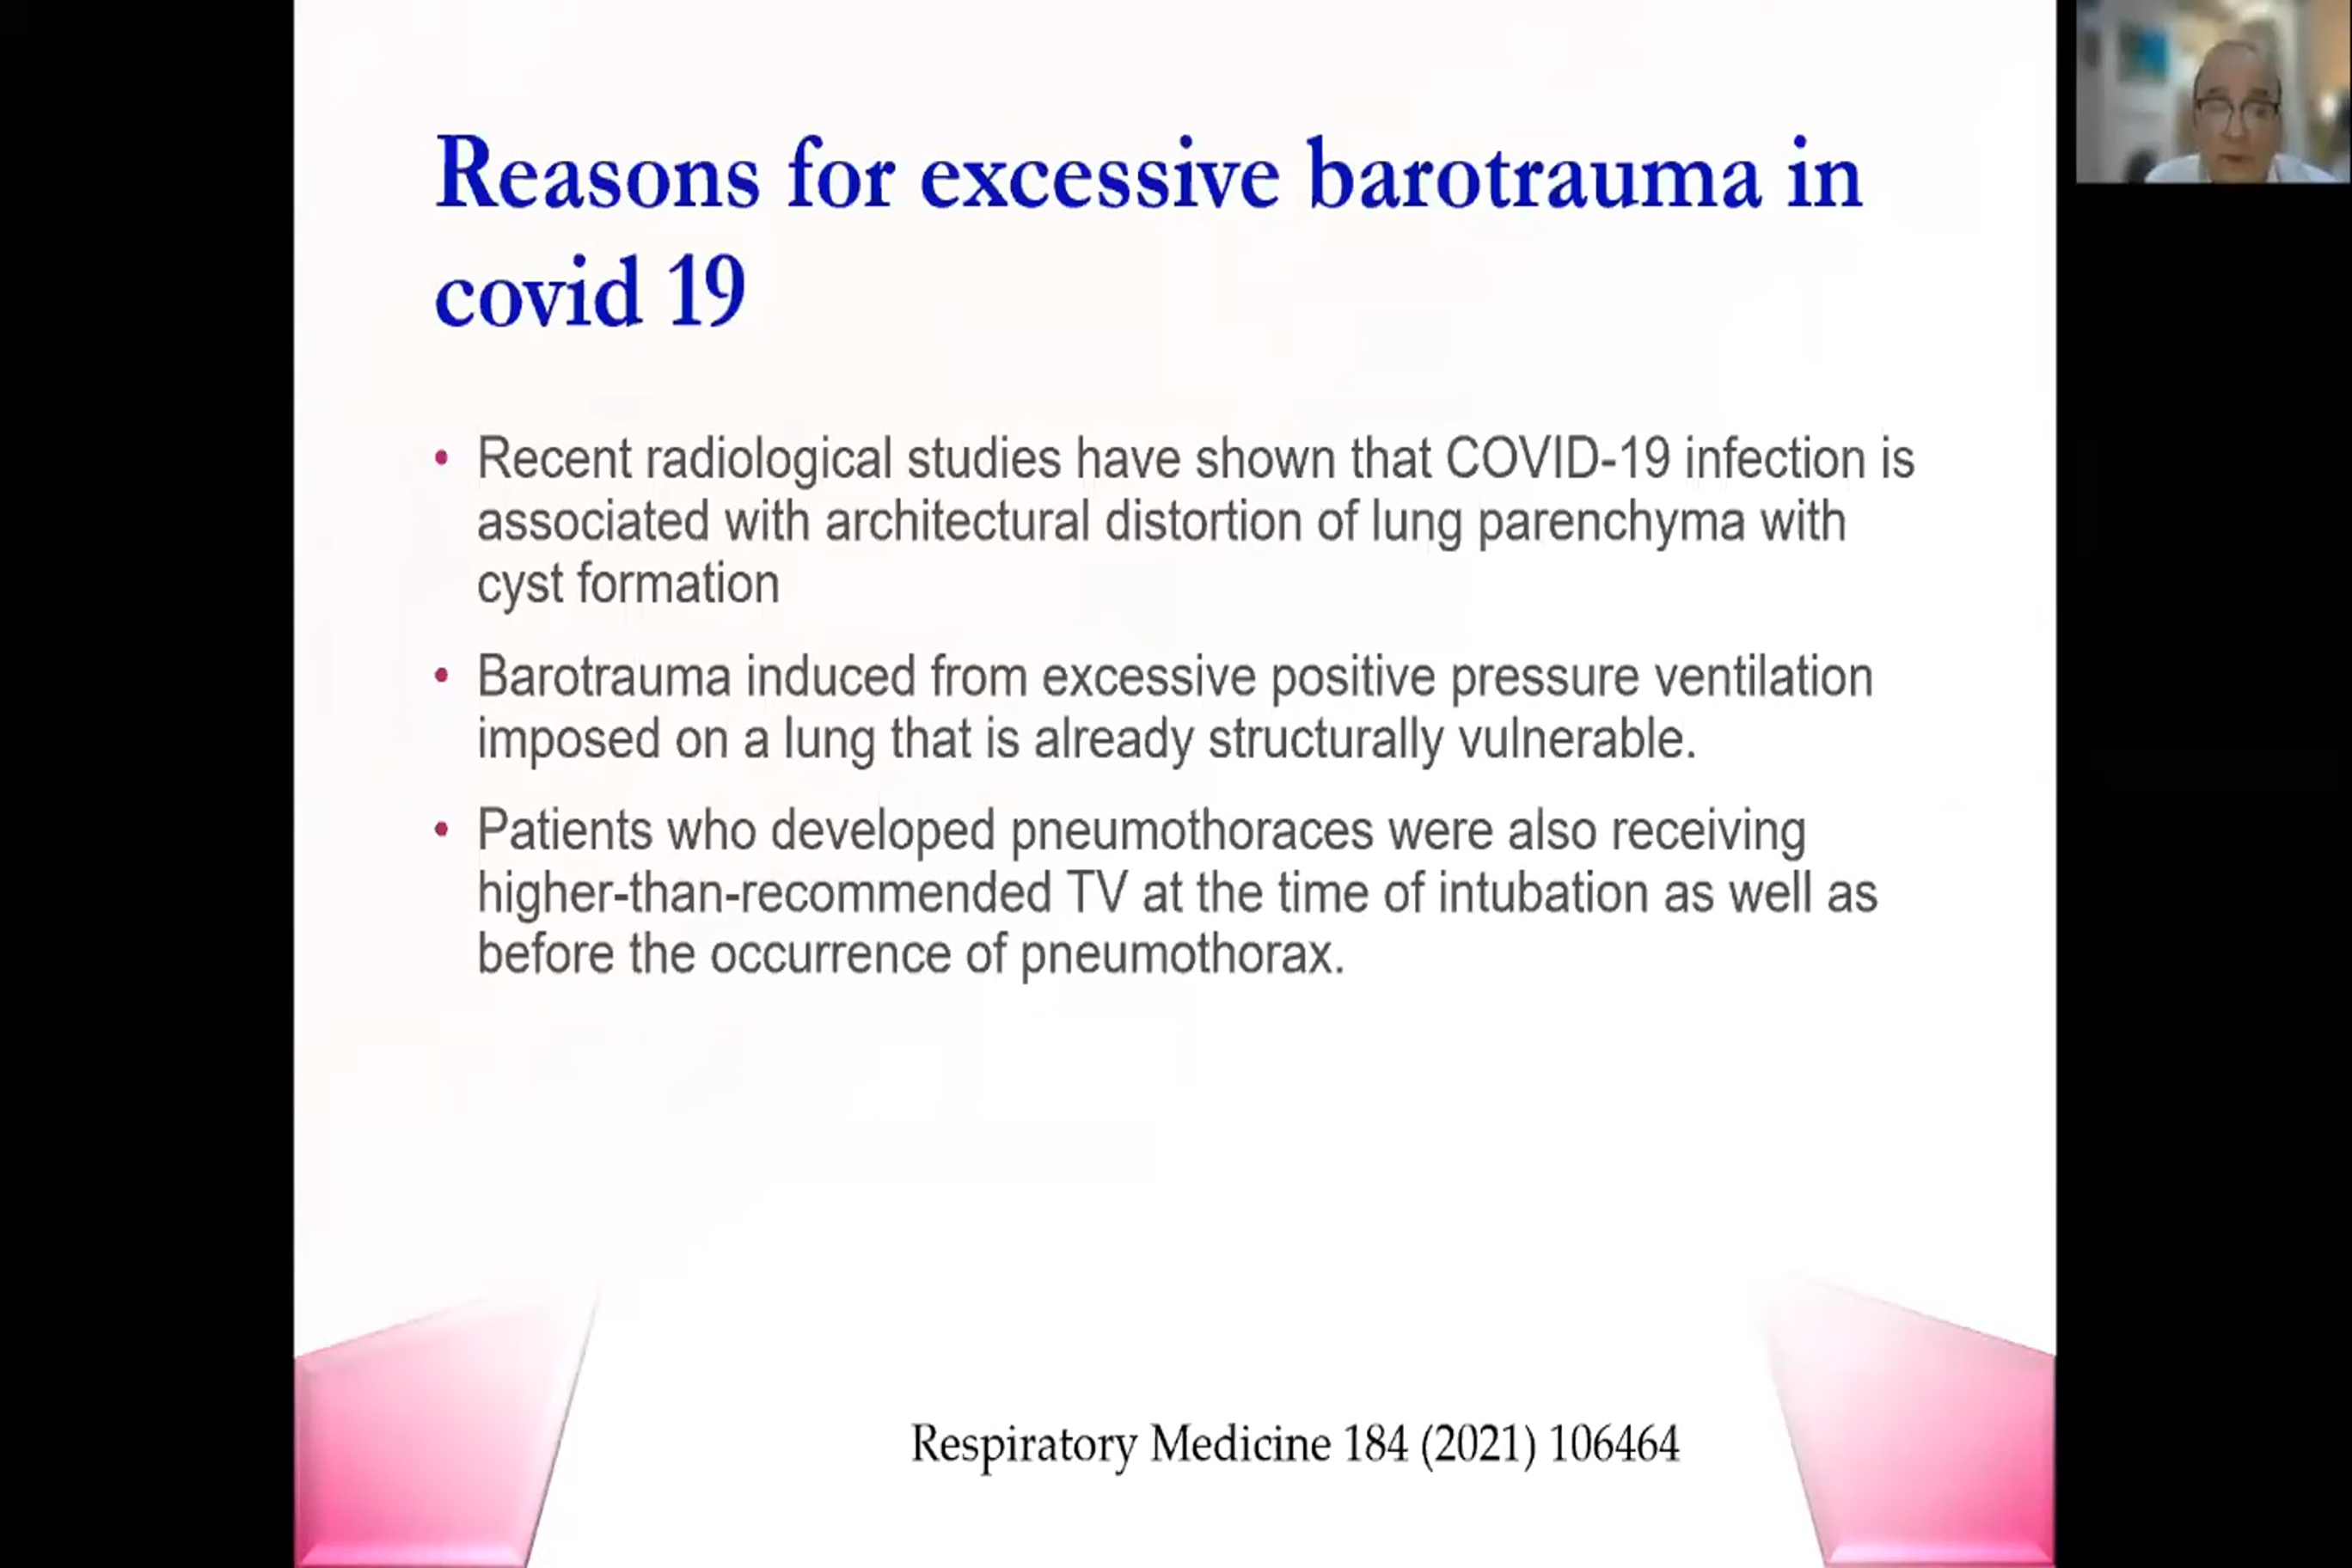 Reasons for excessive barotrauma in
covid 19
• Recent radiological studies have shown that COVID-19 infection is
associated with architectural distortion of lung parenchyma with
cyst formation
• Barotrauma induced from excessive positive pressure ventilation
imposed on a lung that is already structurally vulnerable.
• Patients who developed pneumothoraces were also receiving
higher-than-recommended TV at the time of intubation as well as
before the occurrence of pneumothorax.
Respiratory Medicine 184 (2021) 106464